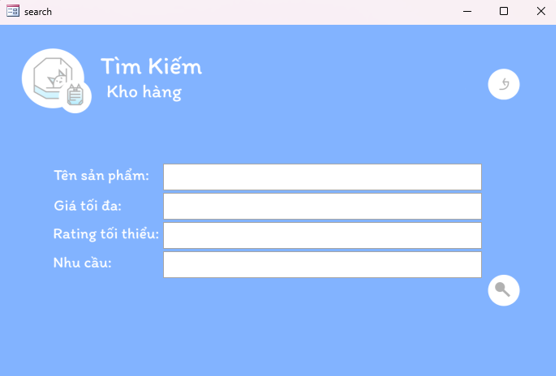 search
Tìm Kiếm
Kho hàng
Tên sản phẩm:
Giá tối đa:
Rating tối thiểu:
Nhu cầu: